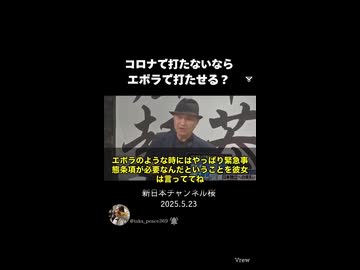 コロナで打たないなら
エボラで打たせる？
エボラのような時にはやっぱり緊急事
態条項が必要なんだということを彼女
は言っててね
新日本チャンネル桜
2025.5.23
@taka_peace369
Vrew